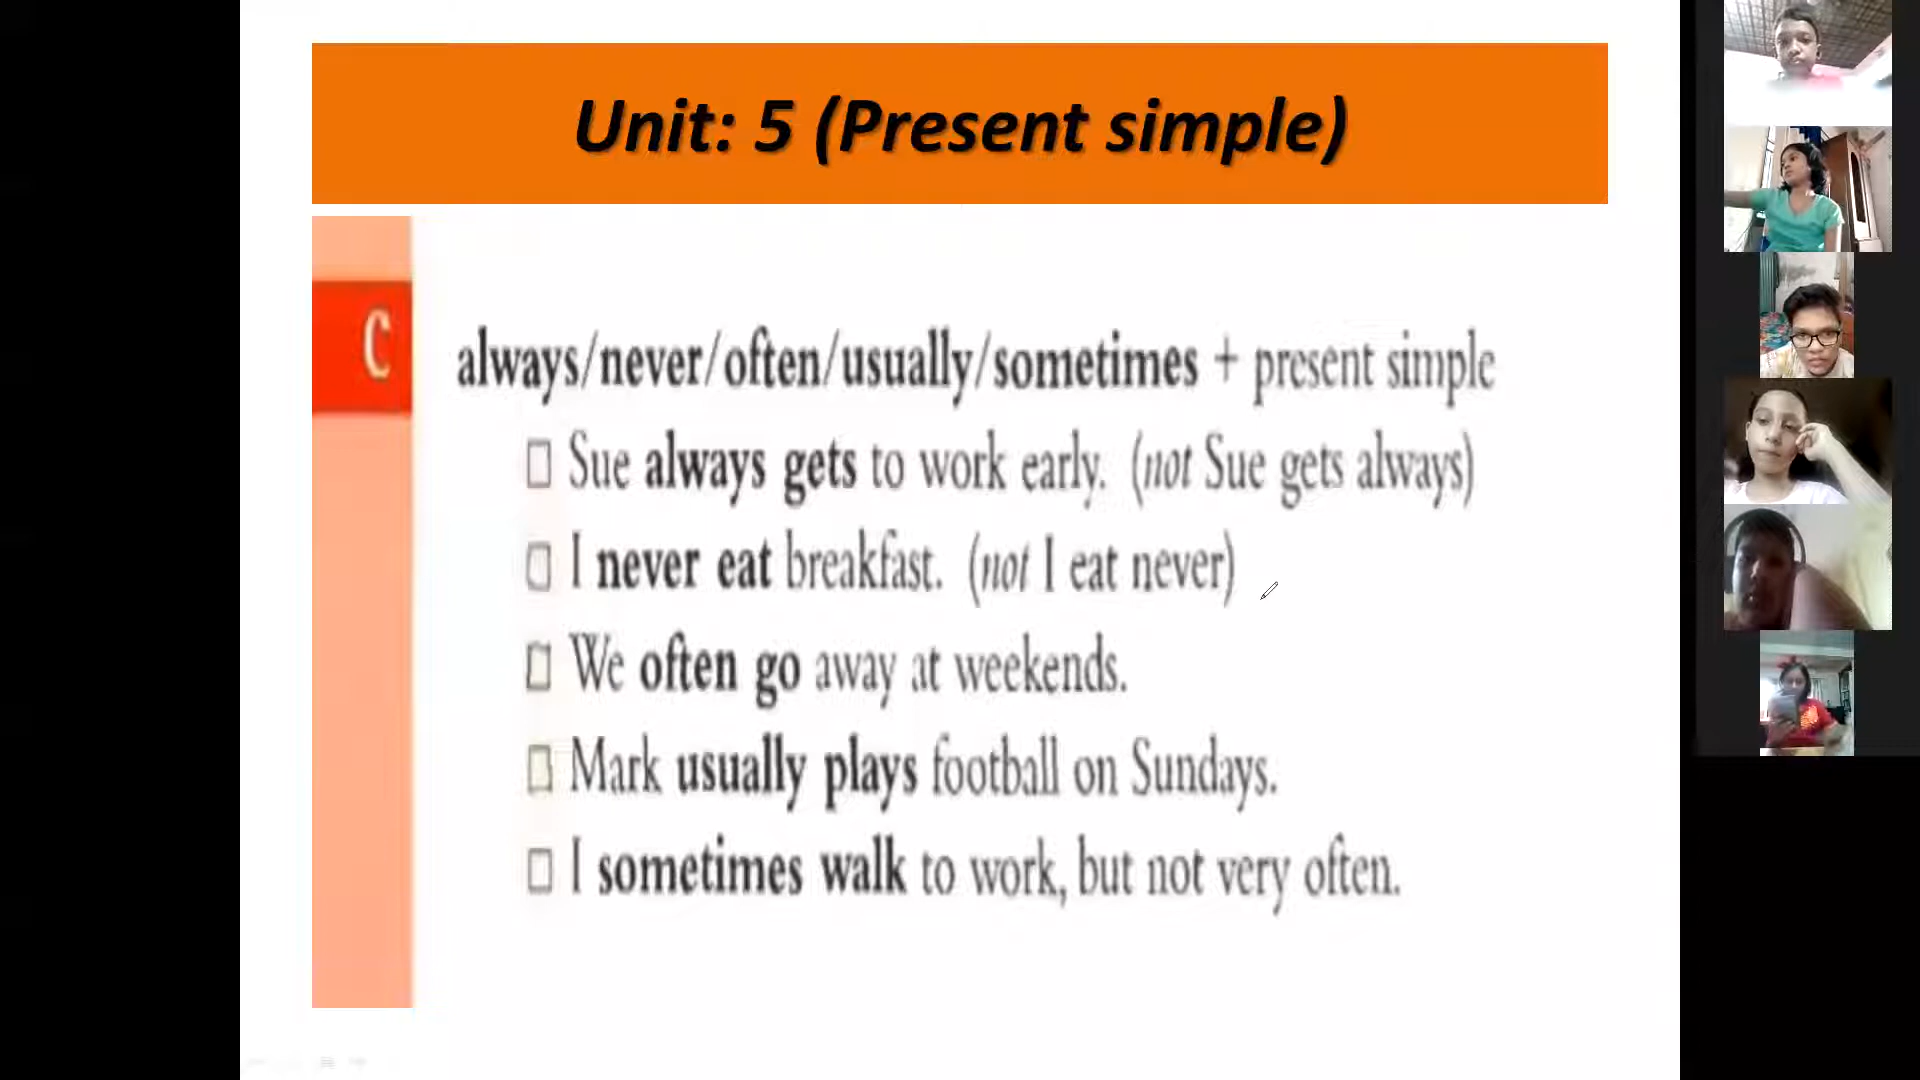 Unit: 5 (Present simple)
C
always/never/often/usually/sometimes + present simple
Sue always gets to work early. (not Sue gets always)
I never eat breakfast. (not I eat never)
We often go away at weekends.
Mark usually plays football on Sundays.
I sometimes walk to work, but not very often.